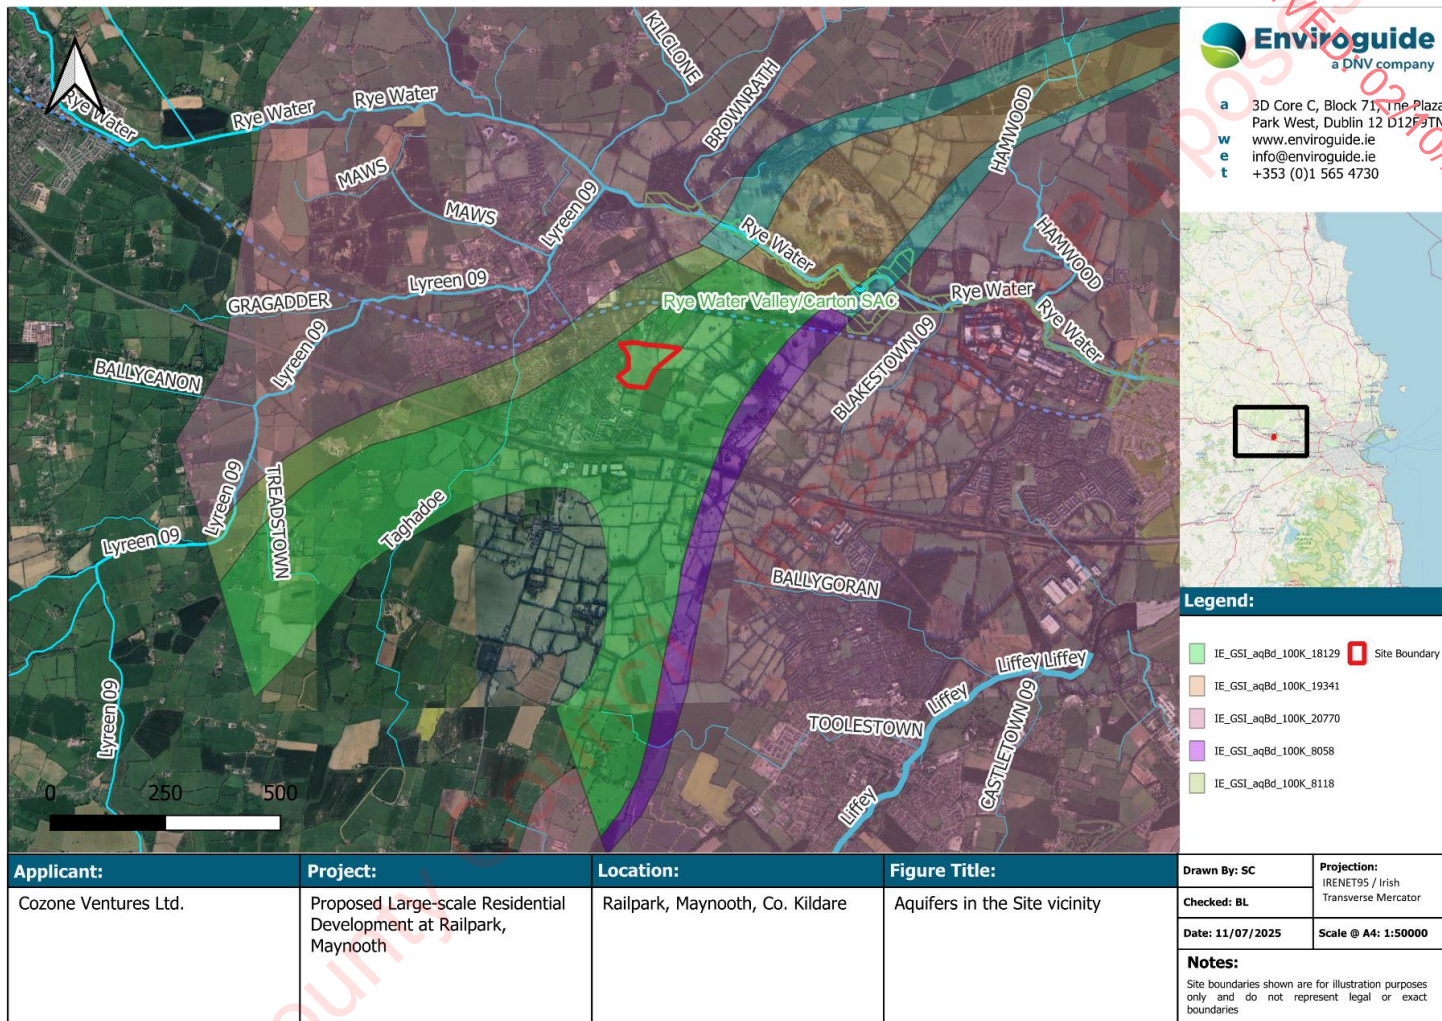 Enviroguide
a DNV company
a 3D Core C, Block 71, The Plaza
Park West, Dublin 12 D12F9TN
w www.enviroguide.ie
e info@enviroguide.ie
t +353 (0)1 565 4730
KILCLONE
BROWNRATH
HAMWOOD
Rye Water
Rye Water
Rye Water
MAWS
MAWS
Lyreen 09
Rye Water
HAMWOOD
GRAGADDER
Lyreen 09
Rye Water Valley/Carton SAC
Rye Water
Rye Water
Lyreen 09
BALLYCANON
BLAKESTOWN 09
Lyreen 09
TREADSTOWN
Taghadoe
Lyreen 09
BALLYGORAN
Lyreen 09
Liffey Liffey
Liffey
TOOLESTOWN
CASTLETOWN 09
Liffey
0 250 500
Legend:
IE_GSI_aqBd_100K_18129
Site Boundary
IE_GSI_aqBd_100K_19341
IE_GSI_aqBd_100K_20770
IE_GSI_aqBd_100K_8058
IE_GSI_aqBd_100K_8118
Applicant:
Cozone Ventures Ltd.
Project:
Proposed Large-scale Residential
Development at Railpark,
Maynooth
Location:
Railpark, Maynooth, Co. Kildare
Figure Title:
Aquifers in the Site vicinity
Drawn By: SC
Checked: BL
Date: 11/07/2025
Projection:
IRENET95 / Irish
Transverse Mercator
Scale @ A4: 1:50000
Notes:
Site boundaries shown are for illustration purposes
only and do not represent legal or exact
boundaries